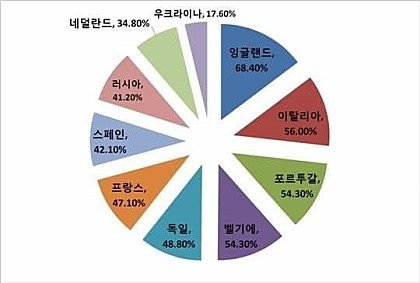 우크라이나, 17.60%
네덜란드, 34.80%
잉글랜드,
68.40%
러시아,
41.20%
이탈리아,
56.00%
스페인,
42.10%
포르투갈,
54.30%
프랑스,
47.10%
벨기에,
54.30%
독일,
48.80%